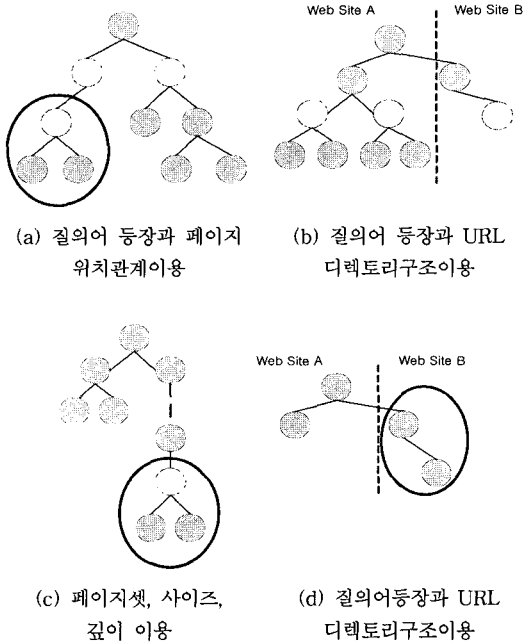 Web Site A
Web Site B
(a) 질의어 등장과 페이지
위치관계이용
(b) 질의어 등장과 URL
디렉토리구조이용
Web Site A
Web Site B
(c) 페이지셋, 사이즈,
깊이 이용
(d) 질의어등장과 URL
디렉토리구조이용